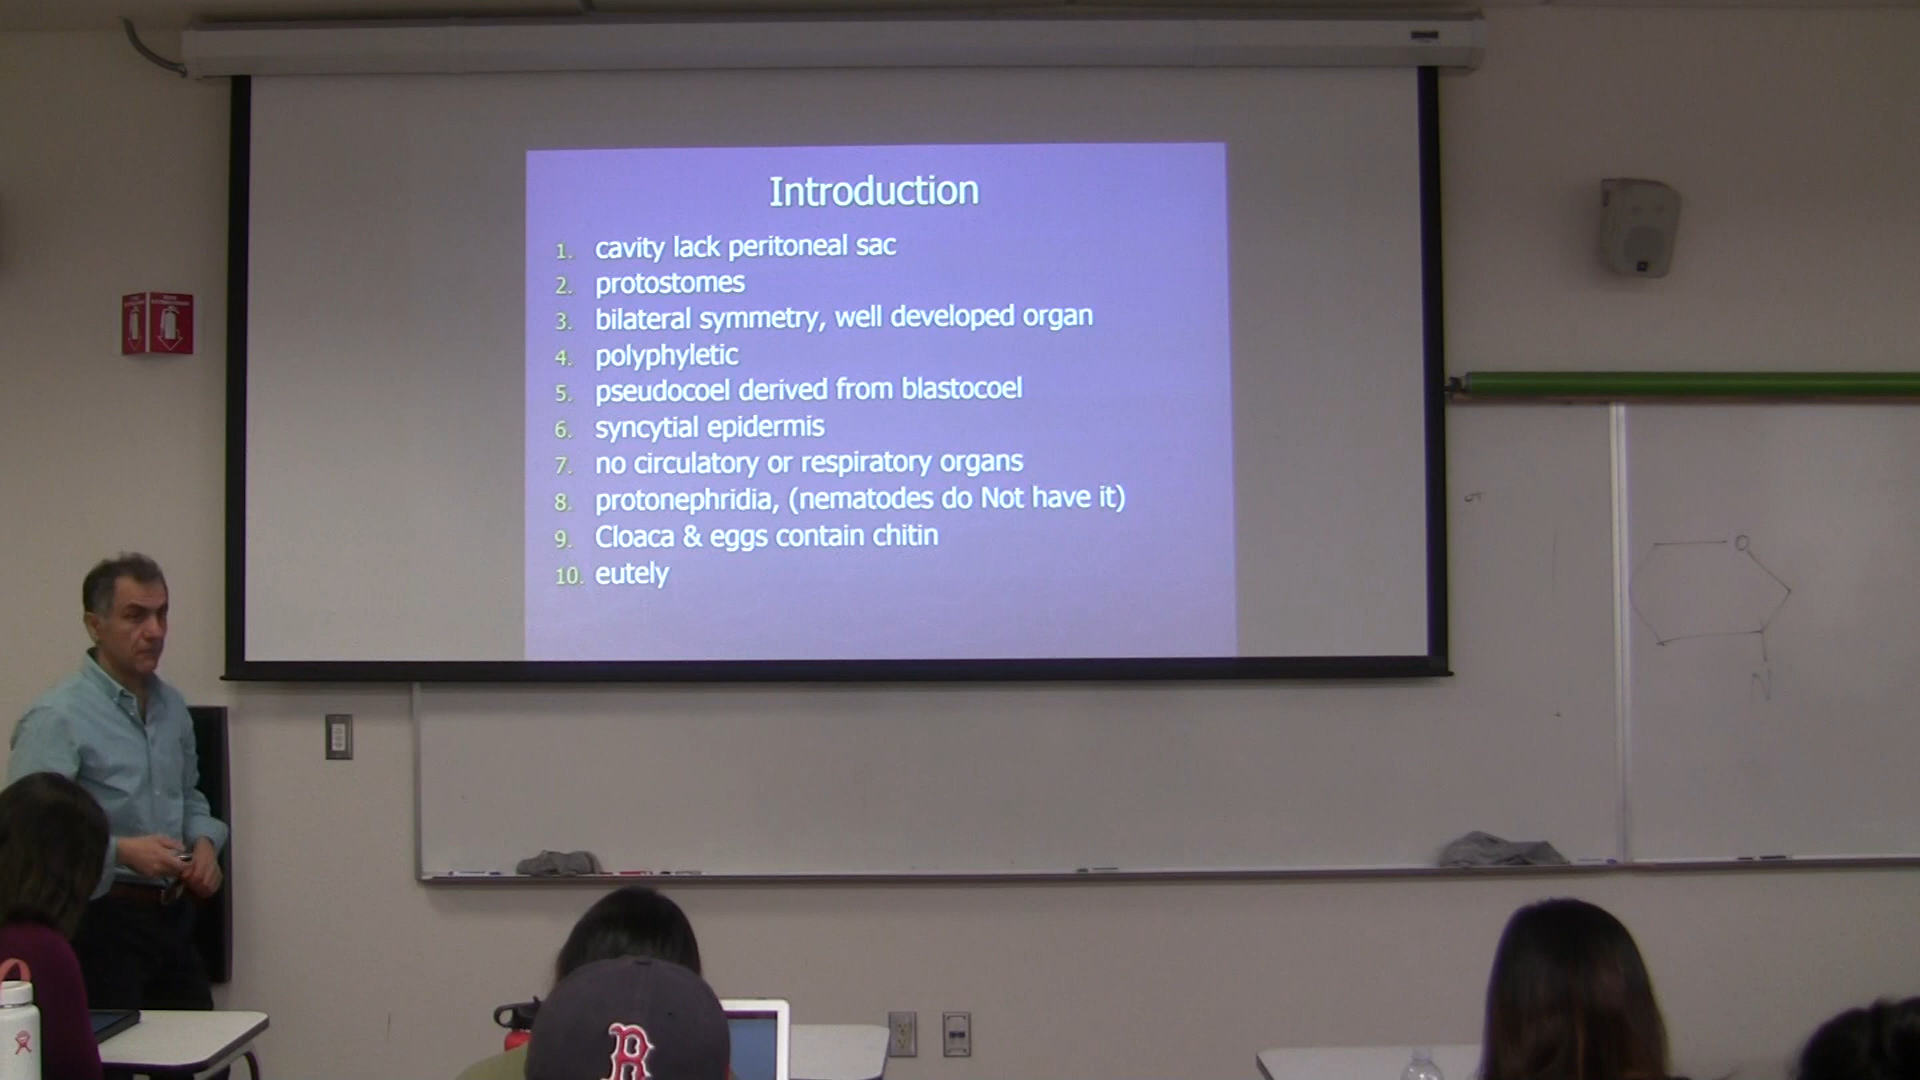 Introduction
1. cavity lack peritoneal sac
2. protostomes
3. bilateral symmetry, well developed organ
4. polyphyletic
5. pseudocoel derived from blastocoel
6. syncytial epidermis
7. no circulatory or respiratory organs
8. protonephridia, (nematodes do Not have it)
9. Cloaca & eggs contain chitin
10. eutely
O
N
B